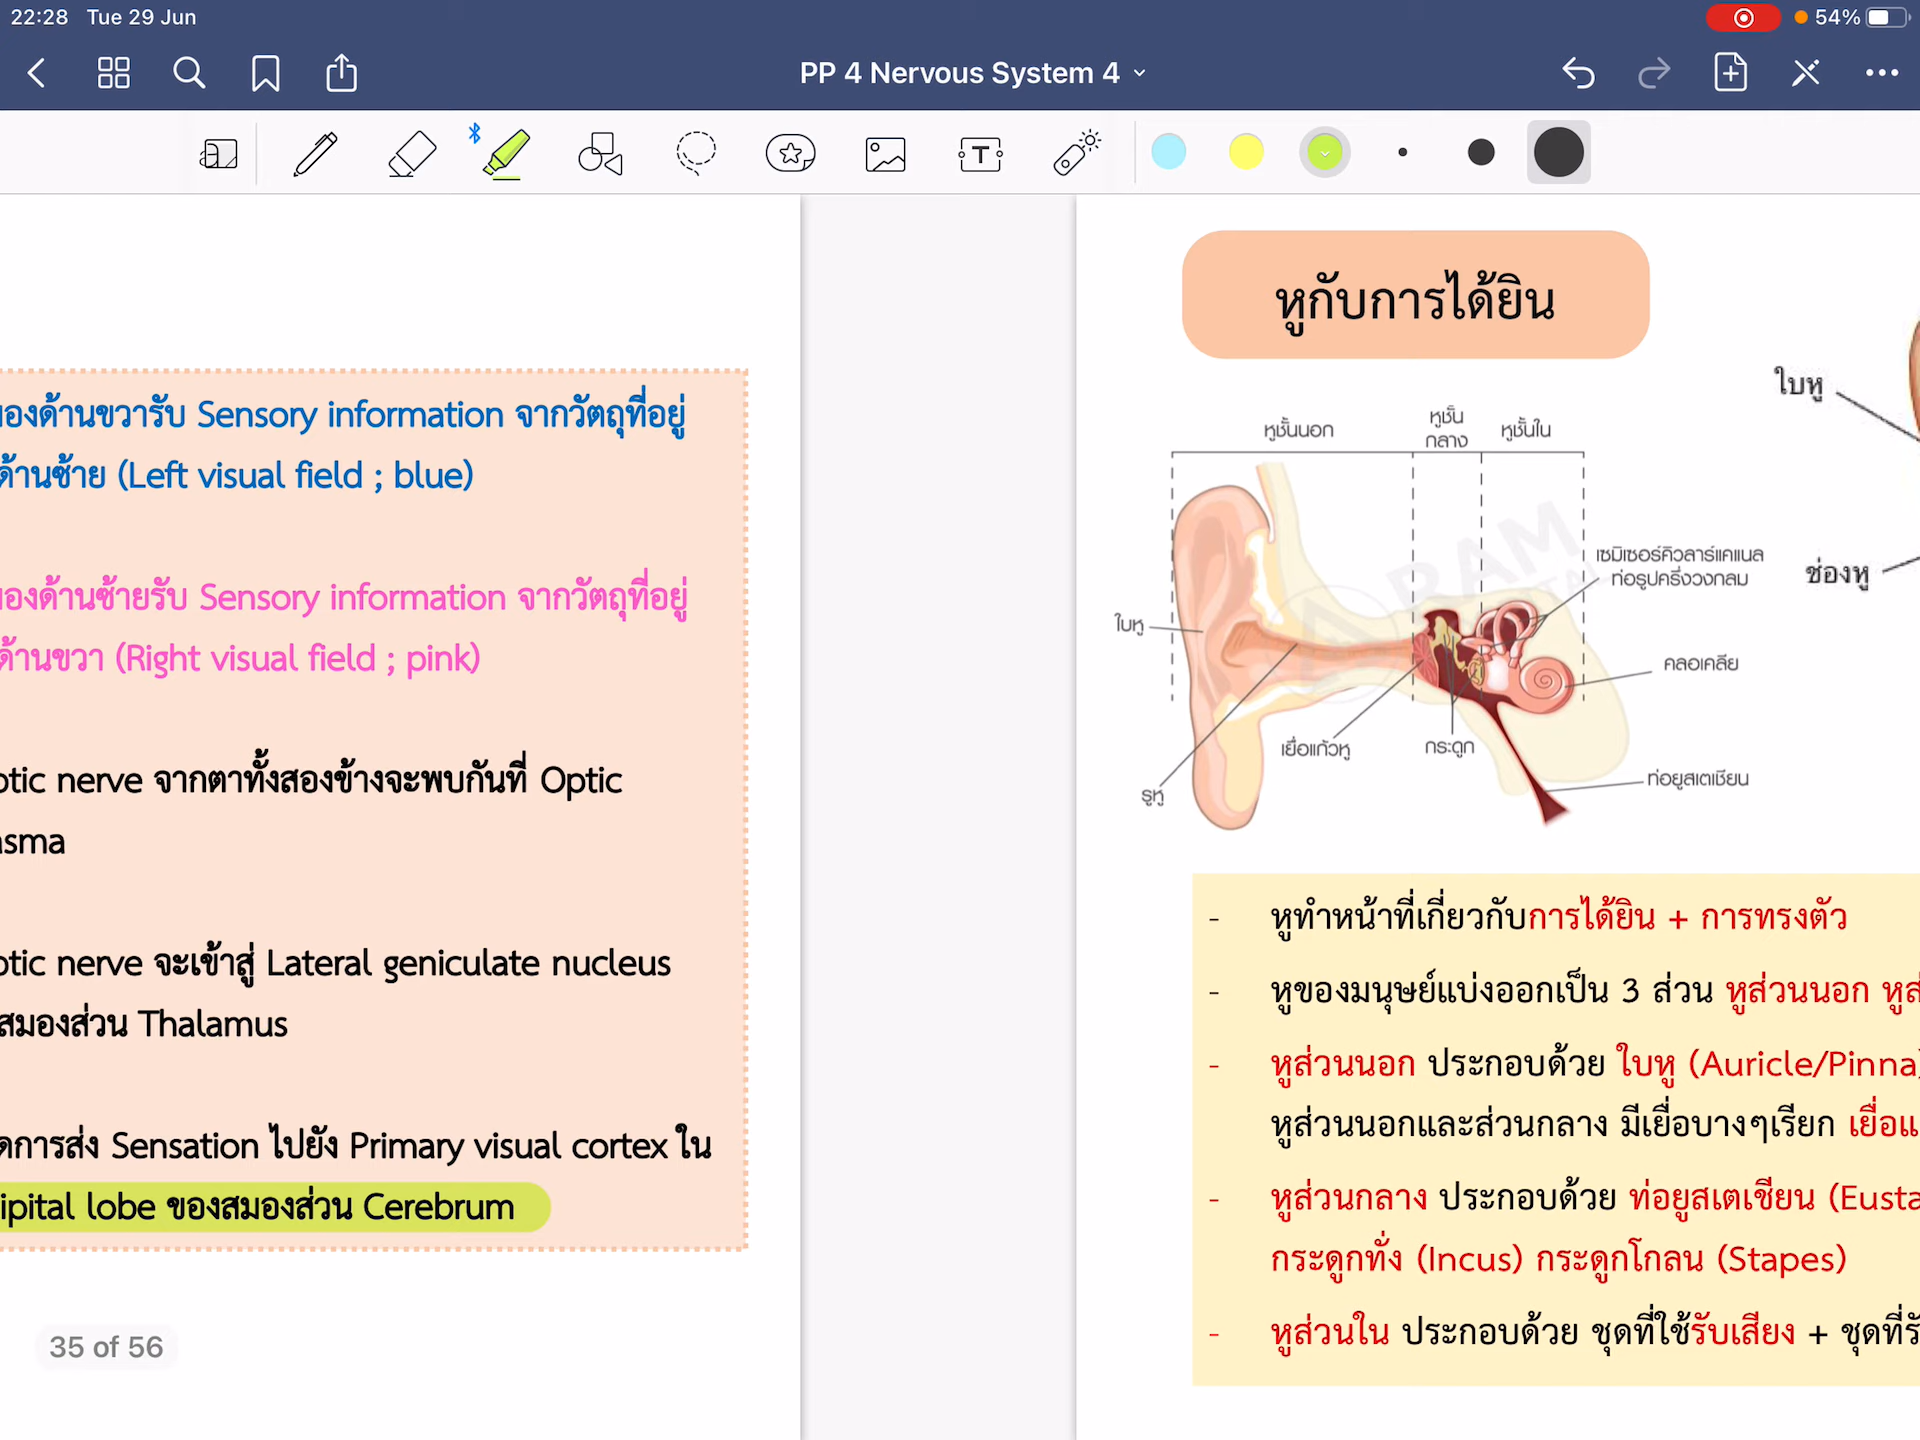 22:28 Tue 29 Jun
54%
PP 4 Nervous System 4
องด้านขวารับ Sensory information จากวัตถุที่อยู่
ด้านซ้าย (Left visual field ; blue)
องด้านซ้ายรับ Sensory information จากวัตถุที่อยู่
ด้านขวา (Right visual field ; pink)
otic nerve จากตาทั้งสองข้างจะพบกันที่ Optic
asma
otic nerve จะเข้าสู่ Lateral geniculate nucleus
สมองส่วน Thalamus
ดการส่ง Sensation ไปยัง Primary visual cortex ใน
ipital lobe ของสมองส่วน Cerebrum
35 of 56
หูกับการได้ยิน
ใบหู
ช่องหู
หูชั้นนอก
หูชั้น
กลาง
หูชั้นใน
เซมิเซอร์คิวลาร์แคแนล
ท่อรูปครึ่งวงกลม
ใบหู
คลอเคลีย
เยื่อแก้วหู
กระดูก
ท่อยูสเตเชียน
รูหู
RAM
- หูทำหน้าที่เกี่ยวกับการได้ยิน + การทรงตัว
- หูของมนุษย์แบ่งออกเป็น 3 ส่วน หูส่วนนอก หูส่
- หูส่วนนอก ประกอบด้วย ใบหู (Auricle/Pinna)
หูส่วนนอกและส่วนกลาง มีเยื่อบางๆเรียก เยื่อแ
- หูส่วนกลาง ประกอบด้วย ท่อยูสเตเชียน (Eusta
กระดูกทั่ง (Incus) กระดูกโกลน (Stapes)
- หูส่วนใน ประกอบด้วย ชุดที่ใช้รับเสียง + ชุดที่รั